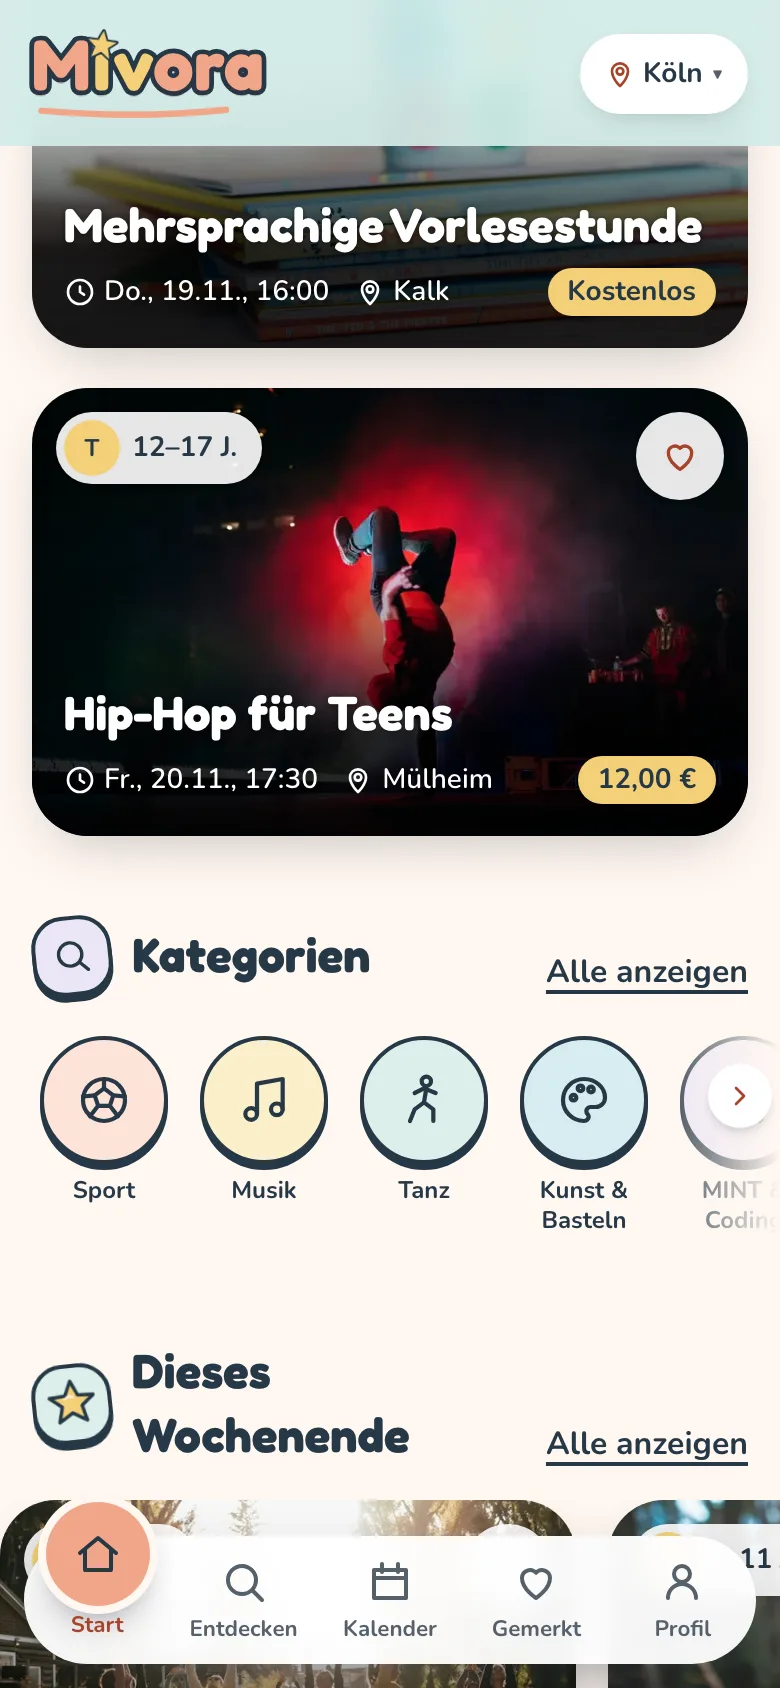 Mivora
Köln ▾
Mehrsprachige Vorlesestunde
Do., 19.11., 16:00 Kalk Kostenlos
T 12–17 J.
Hip-Hop für Teens
Fr., 20.11., 17:30 Mülheim 12,00 €
Kategorien Alle anzeigen
Sport Musik Tanz Kunst & MINT &
Basteln Coding
Dieses
Wochenende Alle anzeigen
11
Start Entdecken Kalender Gemerkt Profil